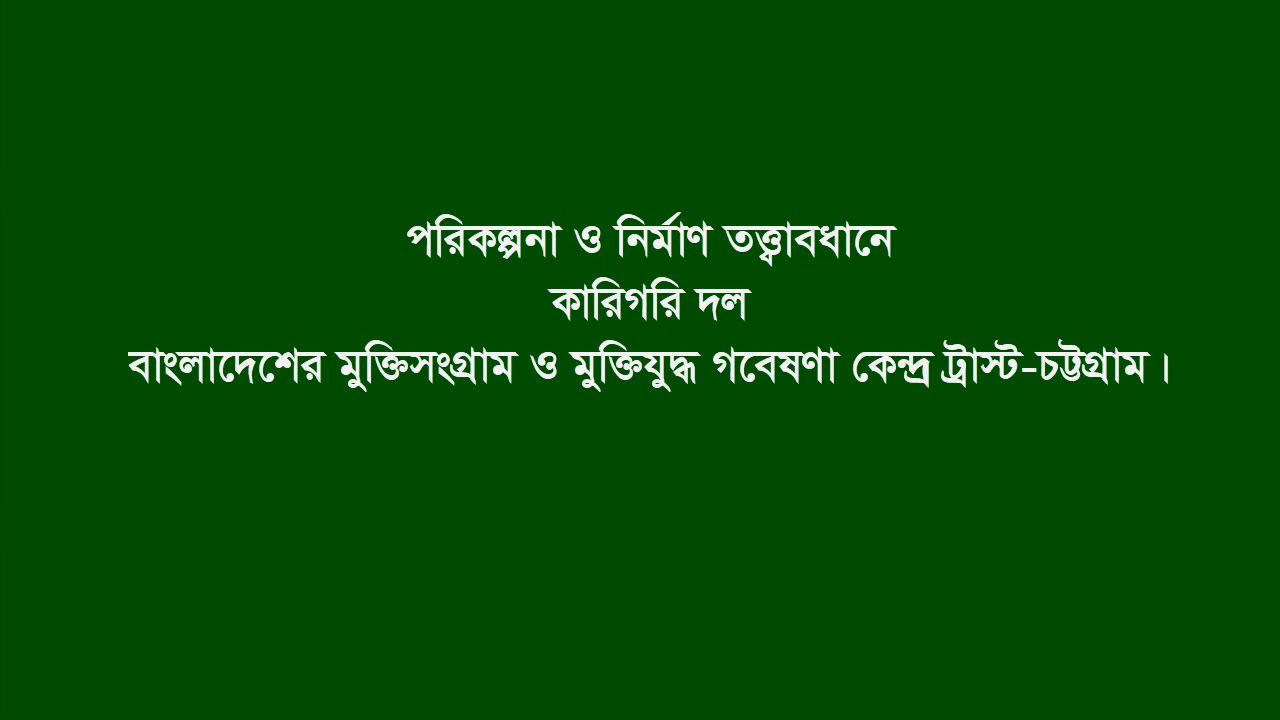 পরিকল্পনা ও নির্মাণ তত্ত্বাবধানে
কারিগরি দল
বাংলাদেশের মুক্তিসংগ্রাম ও মুক্তিযুদ্ধ গবেষণা কেন্দ্র ট্রাস্ট-চট্টগ্রাম।